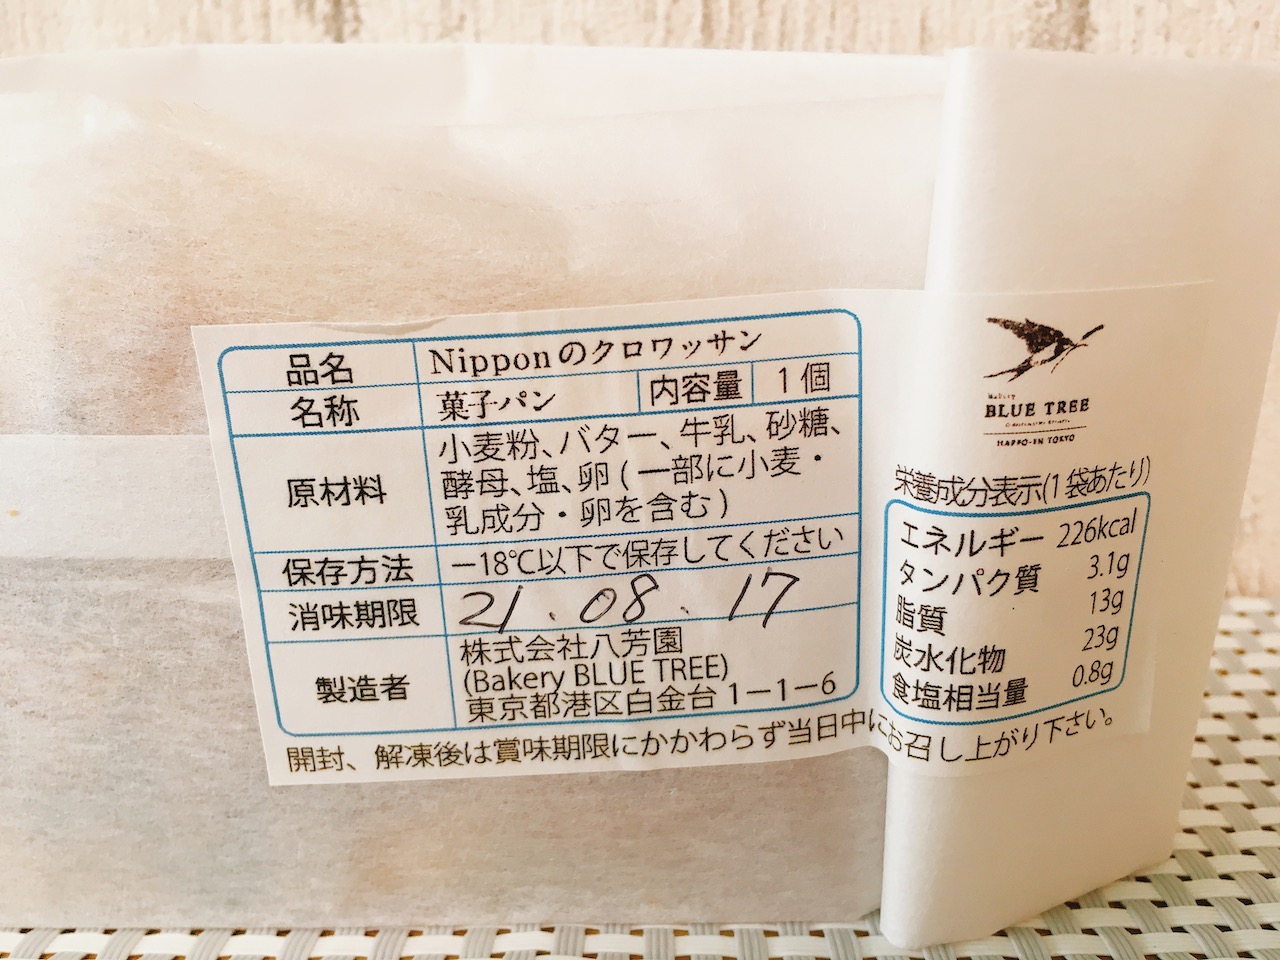 品名 Nipponのクロワッサン
名称 菓子パン 内容量 1個
原材料 小麦粉、バター、牛乳、砂糖、
酵母、塩、卵(一部に小麦・
乳成分・卵を含む)
保存方法 −18℃以下で保存してください
消味期限 21.08.17
製造者 株式会社八芳園
(Bakery BLUE TREE)
東京都港区白金台1−1−6
開封、解凍後は賞味期限にかかわらず当日中にお召し上がり下さい。
Bakery
BLUE TREE
HAPPO-EN TOKYO
栄養成分表示(1袋あたり)
エネルギー 226kcal
タンパク質 3.1g
脂質 13g
炭水化物 23g
食塩相当量 0.8g